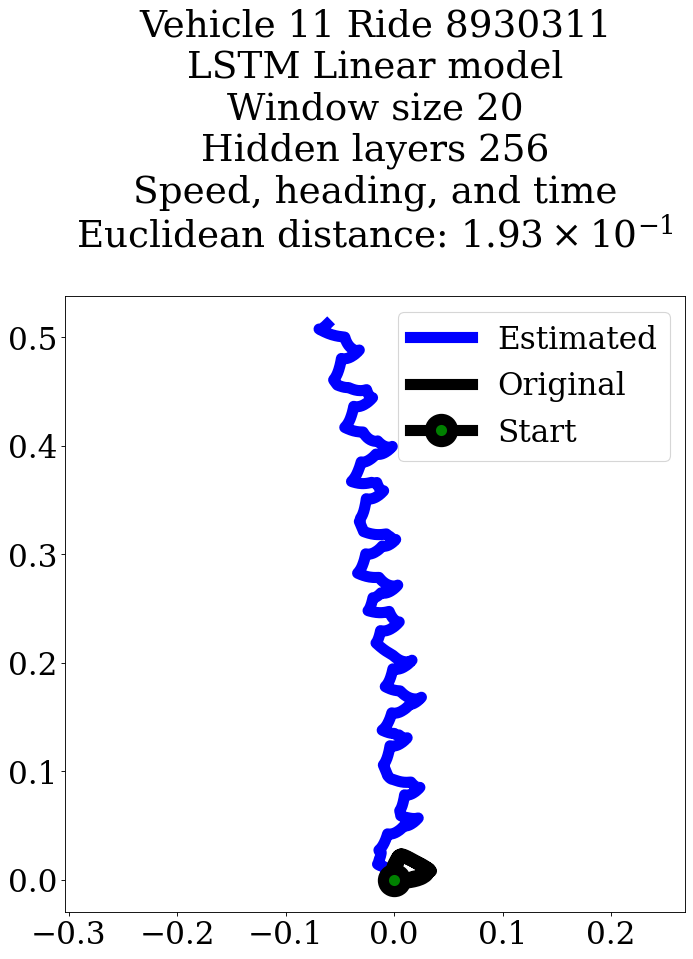 Vehicle 11 Ride 8930311
LSTM Linear model
Window size 20
Hidden layers 256
Speed, heading, and time
Euclidean distance: 1.93 × 10⁻¹
Estimated
Original
Start
0.5
0.4
0.3
0.2
0.1
0.0
−0.3 −0.2 −0.1 0.0 0.1 0.2